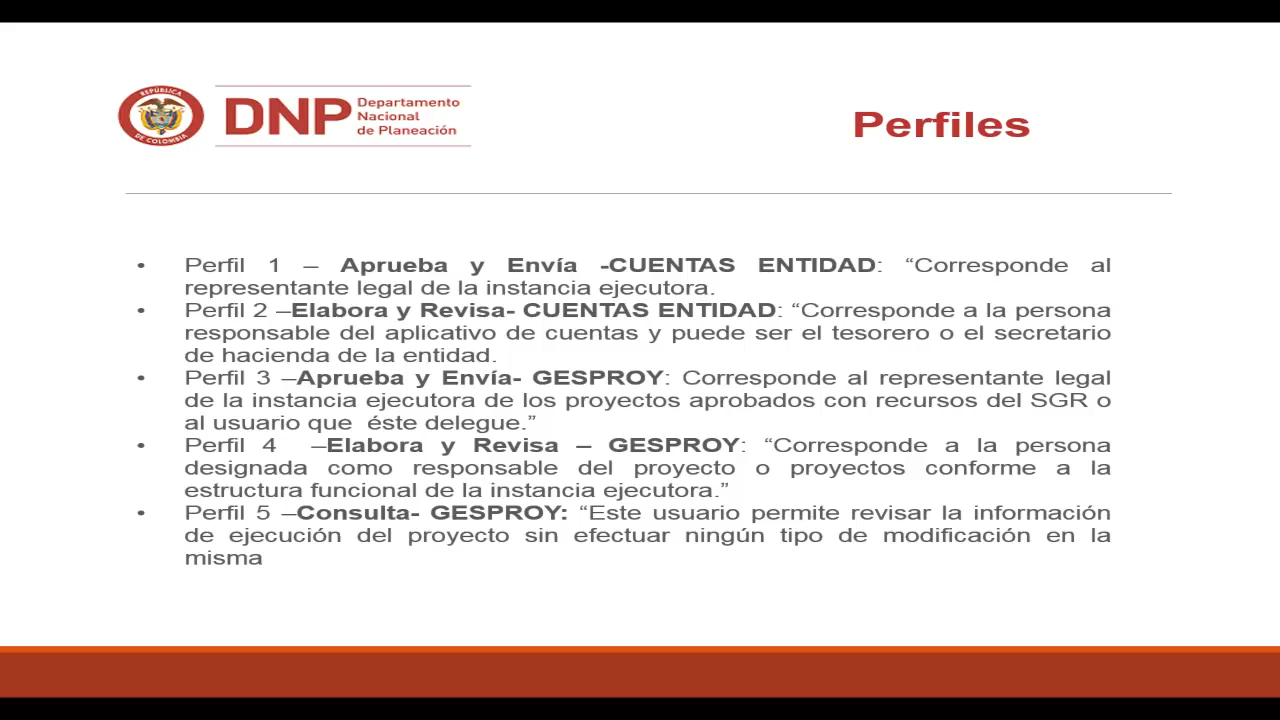 REPÚBLICA
DE COLOMBIA
DNP
Departamento
Nacional
de Planeación
Perfiles
• Perfil 1 – Aprueba y Envía -CUENTAS ENTIDAD: “Corresponde al
representante legal de la instancia ejecutora.
• Perfil 2 –Elabora y Revisa- CUENTAS ENTIDAD: “Corresponde a la persona
responsable del aplicativo de cuentas y puede ser el tesorero o el secretario
de hacienda de la entidad.
• Perfil 3 –Aprueba y Envía- GESPROY: Corresponde al representante legal
de la instancia ejecutora de los proyectos aprobados con recursos del SGR o
al usuario que éste delegue.”
• Perfil 4 –Elabora y Revisa – GESPROY: “Corresponde a la persona
designada como responsable del proyecto o proyectos conforme a la
estructura funcional de la instancia ejecutora.”
• Perfil 5 –Consulta- GESPROY: “Este usuario permite revisar la información
de ejecución del proyecto sin efectuar ningún tipo de modificación en la
misma